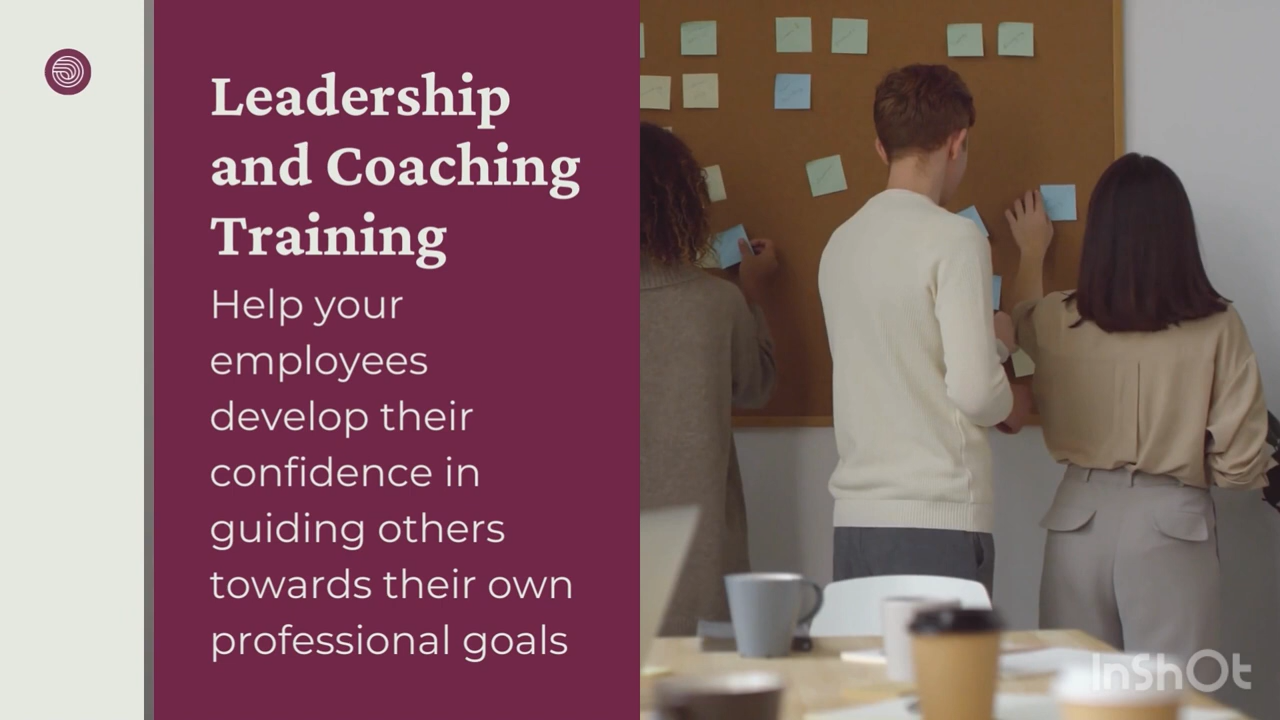 Leadership
and Coaching
Training
Help your
employees
develop their
confidence in
guiding others
towards their own
professional goals
InShOt